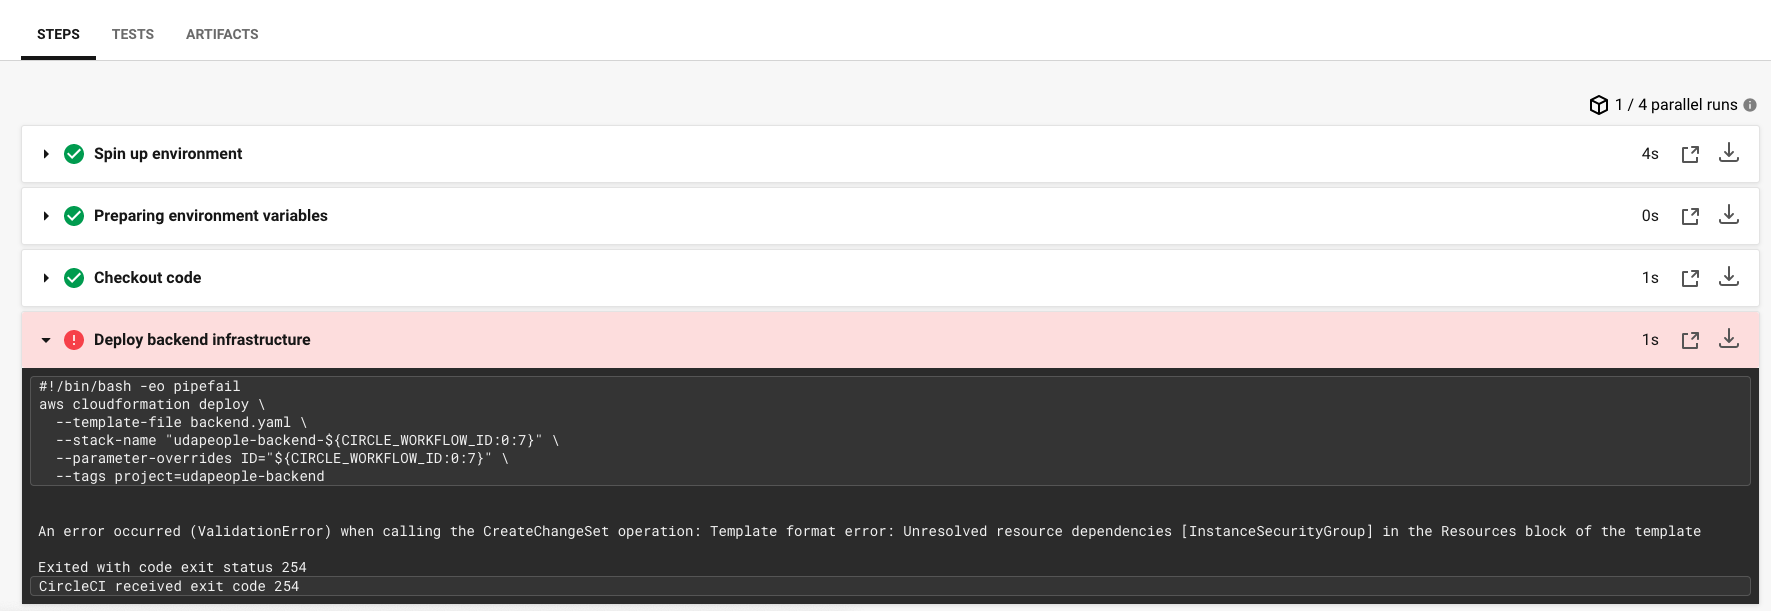 STEPS TESTS ARTIFACTS
1 / 4 parallel runs
Spin up environment 4s
Preparing environment variables 0s
Checkout code 1s
Deploy backend infrastructure 1s
#!/bin/bash -eo pipefail
aws cloudformation deploy \
  --template-file backend.yaml \
  --stack-name "udapeople-backend-${CIRCLE_WORKFLOW_ID:0:7}" \
  --parameter-overrides ID="${CIRCLE_WORKFLOW_ID:0:7}" \
  --tags project=udapeople-backend
An error occurred (ValidationError) when calling the CreateChangeSet operation: Template format error: Unresolved resource dependencies [InstanceSecurityGroup] in the Resources block of the template
Exited with code exit status 254
CircleCI received exit code 254